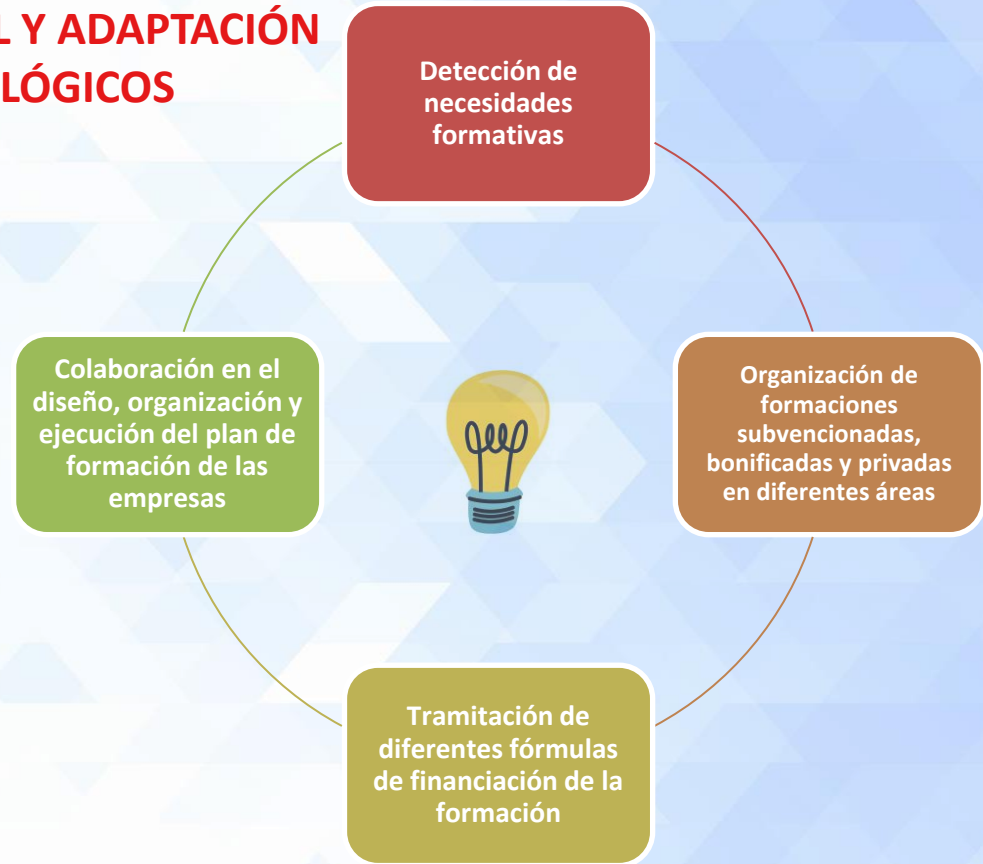 L Y ADAPTACIÓN
LÓGICOS
Detección de
necesidades
formativas
Colaboración en el
diseño, organización y
ejecución del plan de
formación de las
empresas
Organización de
formaciones
subvencionadas,
bonificadas y privadas
en diferentes áreas
Tramitación de
diferentes fórmulas
de financiación de la
formación